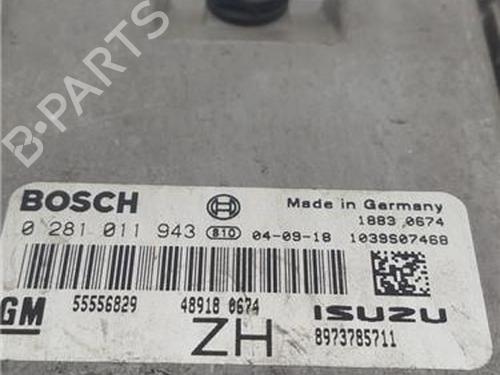 B-PARTS
BOSCH
Made in Germany
1883 0674
0 281 011 943 810 04-09-18 1039S07468
55556829 48918 0674
GM ZH ISUZU
8973785711